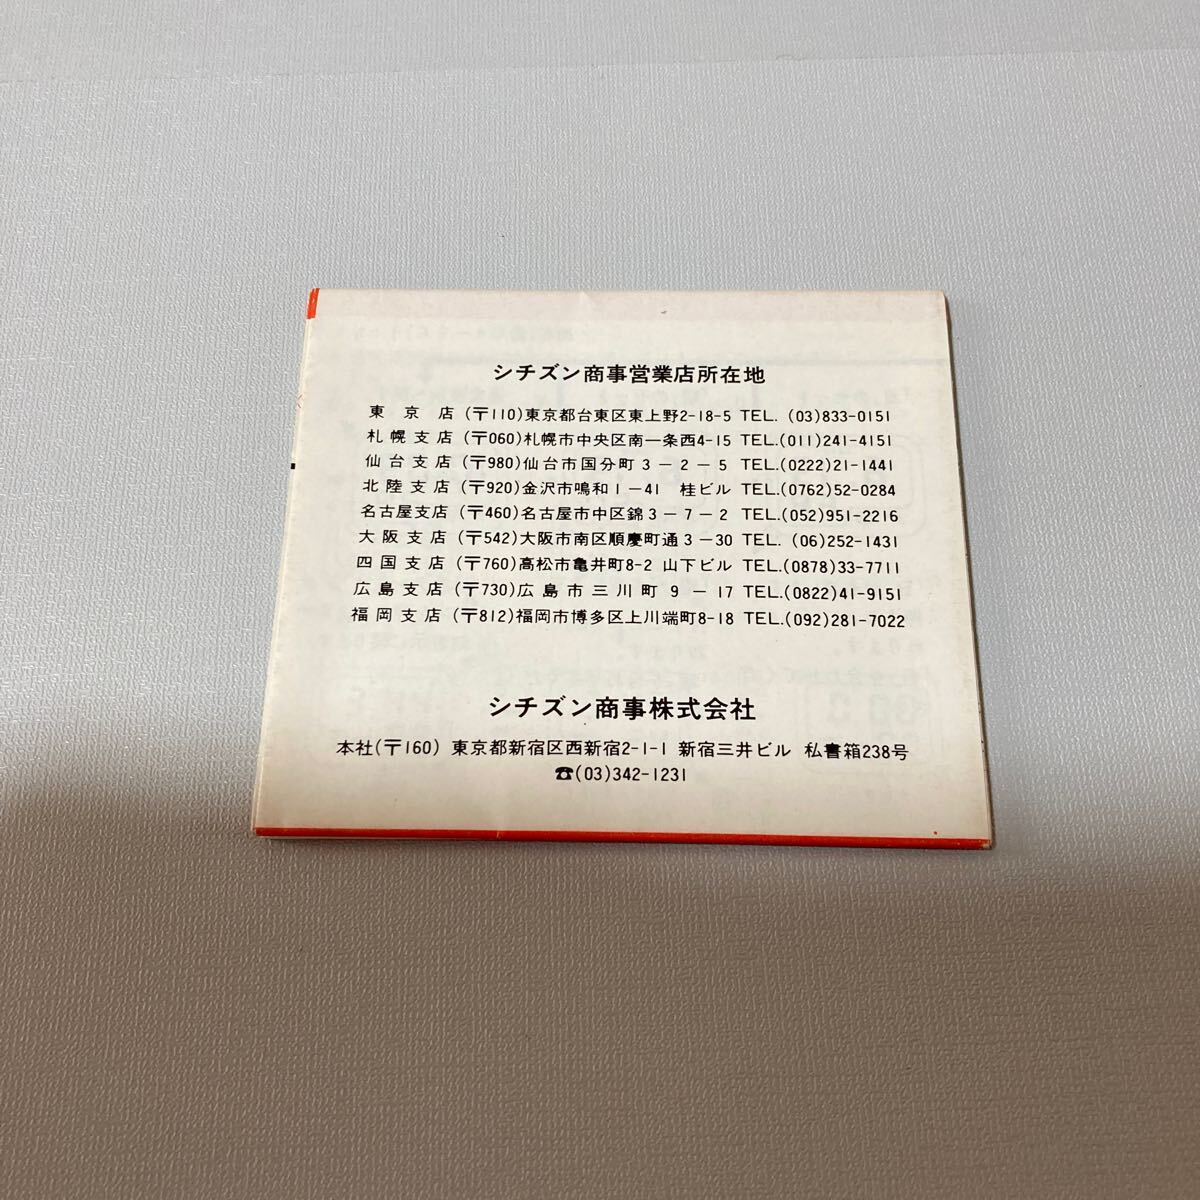 シチズン商事営業店所在地
東京店(〒110)東京都台東区東上野2-18-5 TEL. (03)833-0151
札幌支店(〒060)札幌市中央区南一条西4-15 TEL.(011)241-4151
仙台支店(〒980)仙台市国分町3-2-5 TEL.(0222)21-1441
北陸支店(〒920)金沢市鳴和1-41 桂ビル TEL.(0762)52-0284
名古屋支店(〒460)名古屋市中区錦3-7-2 TEL.(052)951-2216
大阪支店(〒542)大阪市南区順慶町通3-30 TEL. (06)252-1431
四国支店(〒760)高松市亀井町8-2 山下ビル TEL.(0878)33-7711
広島支店(〒730)広島市三川町9-17 TEL.(0822)41-9151
福岡支店(〒812)福岡市博多区上川端町8-18 TEL.(092)281-7022
シチズン商事株式会社
本社(〒160) 東京都新宿区西新宿2-1-1 新宿三井ビル 私書箱238号
☎(03)342-1231